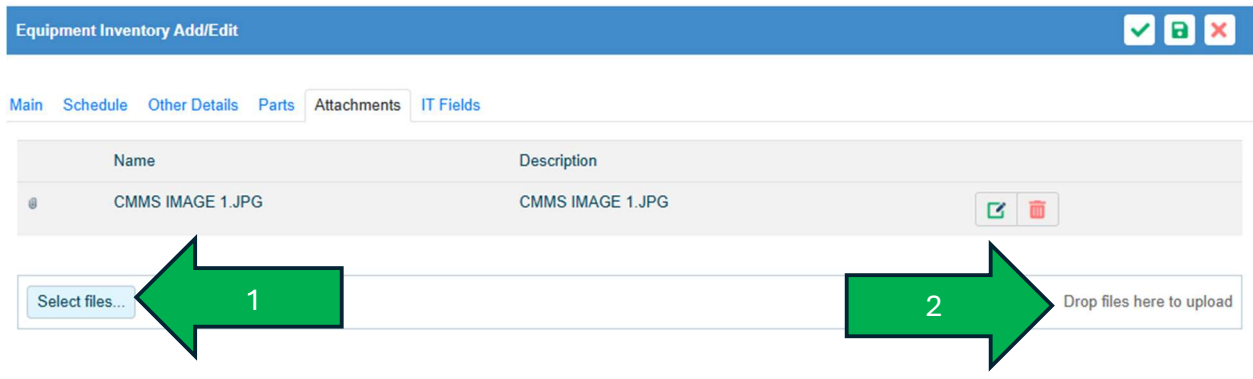 Equipment Inventory Add/Edit
Main Schedule Other Details Parts Attachments IT Fields
Name Description
CMMS IMAGE 1.JPG CMMS IMAGE 1.JPG
Select files... 1 2 Drop files here to upload